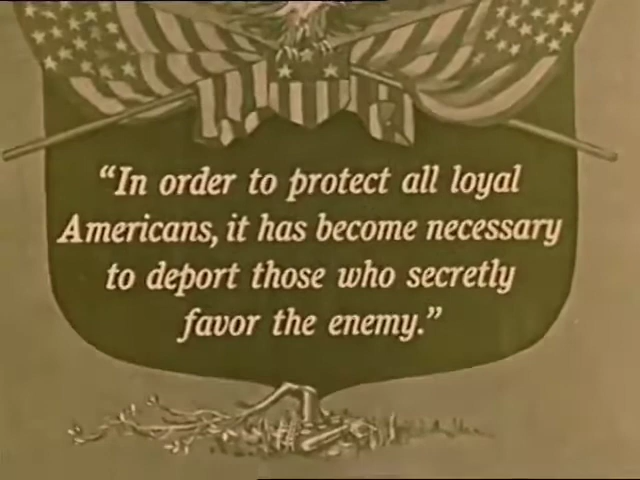 “In order to protect all loyal
Americans, it has become necessary
to deport those who secretly
favor the enemy.”